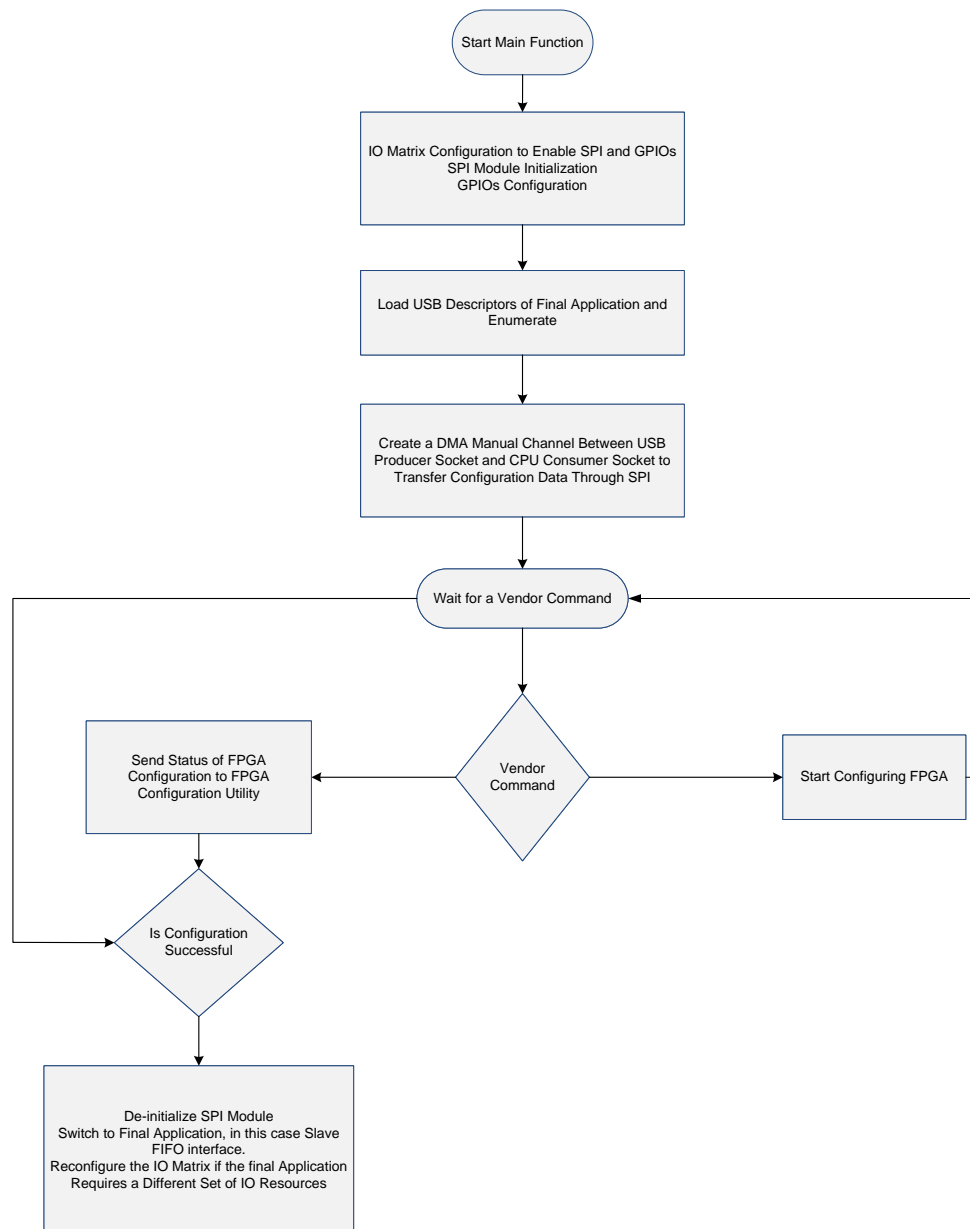 Start Main Function
IO Matrix Configuration to Enable SPI and GPIOs
SPI Module Initialization
GPIOs Configuration
Load USB Descriptors of Final Application and
Enumerate
Create a DMA Manual Channel Between USB
Producer Socket and CPU Consumer Socket to
Transfer Configuration Data Through SPI
Wait for a Vendor Command
Vendor
Command
Send Status of FPGA
Configuration to FPGA
Configuration Utility
Start Configuring FPGA
Is Configuration
Successful
De-initialize SPI Module
Switch to Final Application, in this case Slave
FIFO interface.
Reconfigure the IO Matrix if the final Application
Requires a Different Set of IO Resources